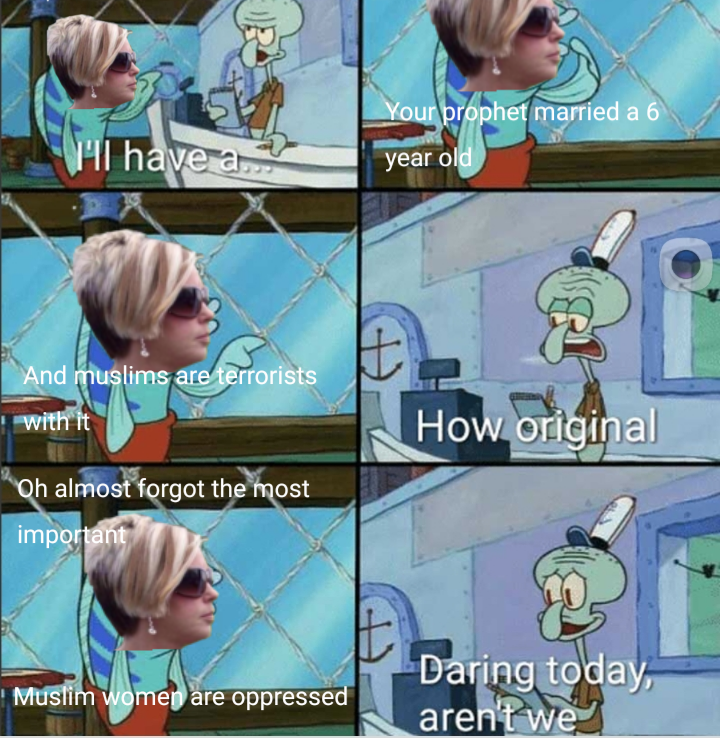 I'll have a...
Your prophet married a 6
year old
And muslims are terrorists
with it
How original
Oh almost forgot the most
important
Muslim women are oppressed
Daring today,
aren't we